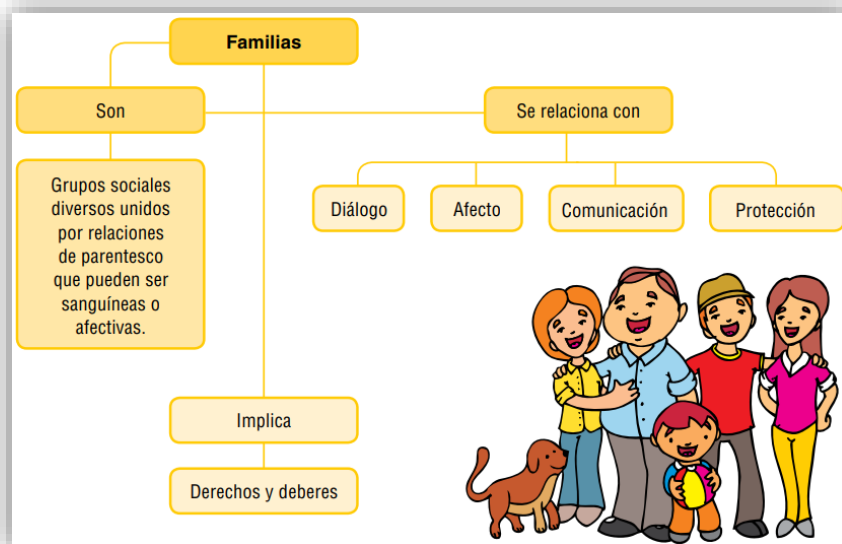 Familias
Son
Se relaciona con
Grupos sociales
diversos unidos
por relaciones
de parentesco
que pueden ser
sanguíneas o
afectivas.
Diálogo
Afecto
Comunicación
Protección
Implica
Derechos y deberes